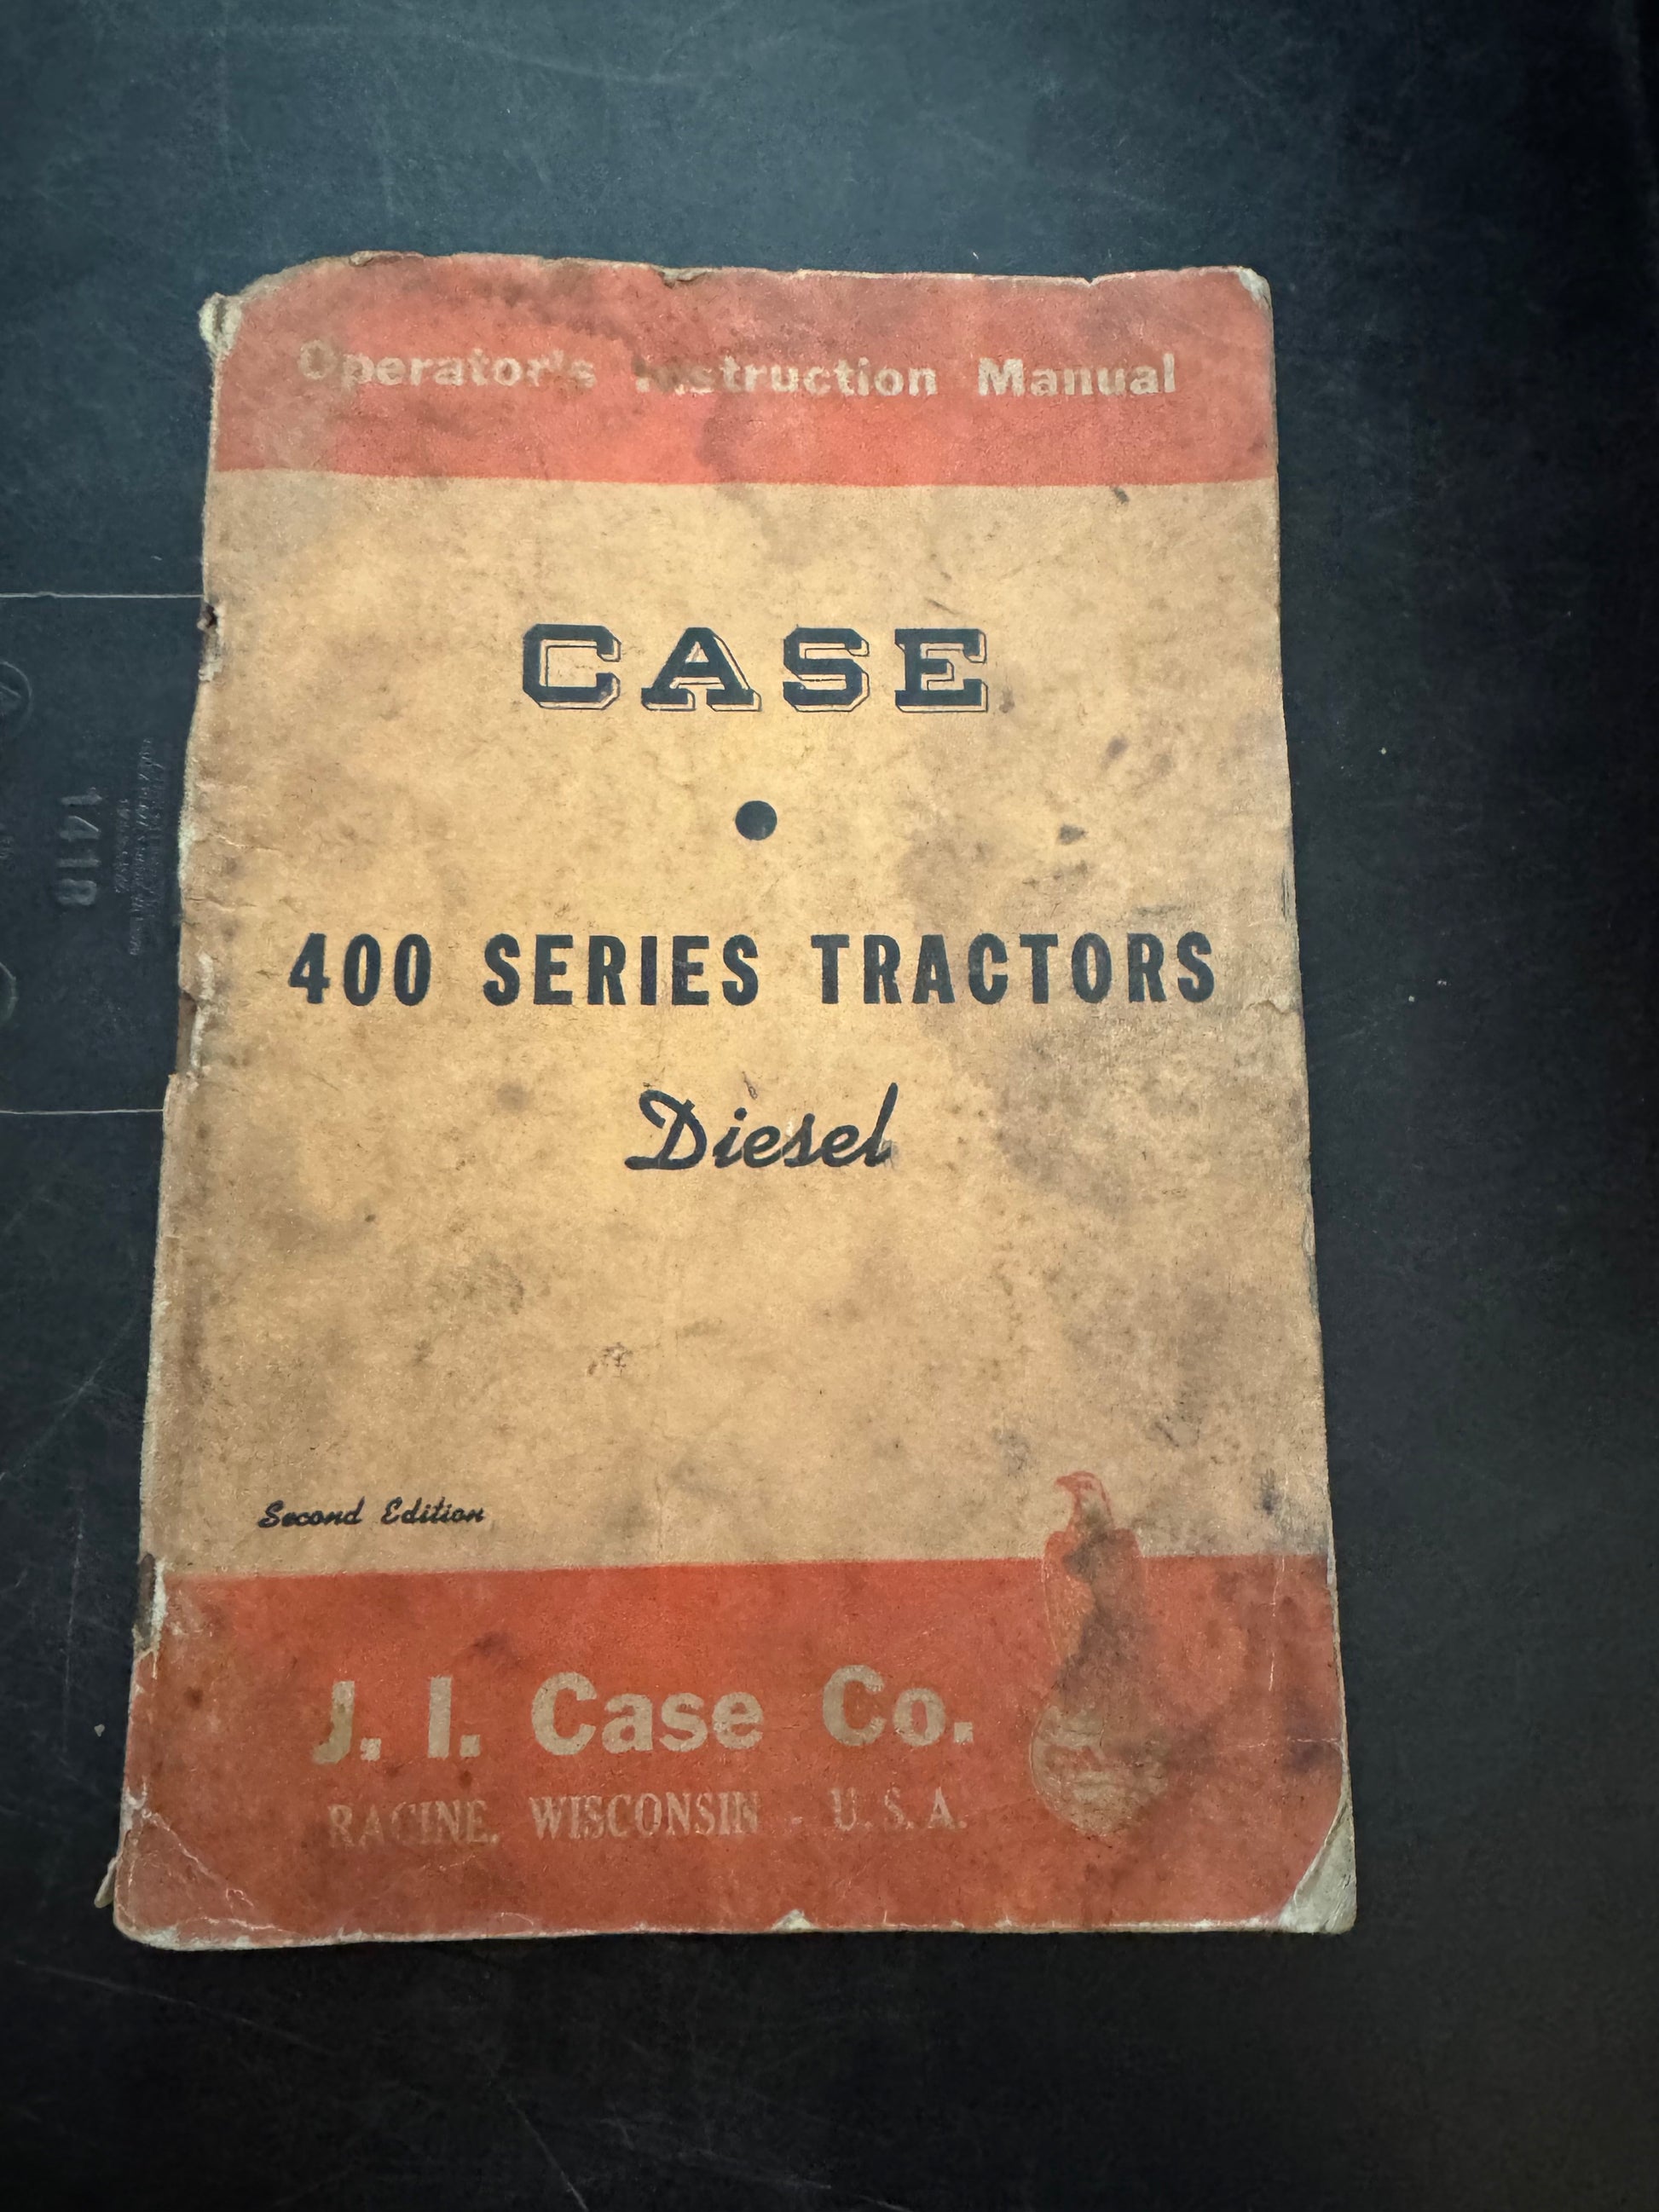 Operator's Instruction Manual
CASE
400 SERIES TRACTORS
Diesel
Second Edition
J. I. Case Co.
RACINE, WISCONSIN - U.S.A.
1418